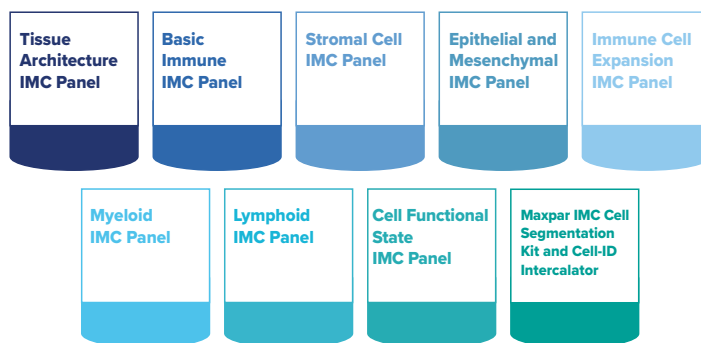 Tissue
Architecture
IMC Panel
Basic
Immune
IMC Panel
Stromal Cell
IMC Panel
Epithelial and
Mesenchymal
IMC Panel
Immune Cell
Expansion
IMC Panel
Myeloid
IMC Panel
Lymphoid
IMC Panel
Cell Functional
State
IMC Panel
Maxpar IMC Cell
Segmentation
Kit and Cell-ID
Intercalator